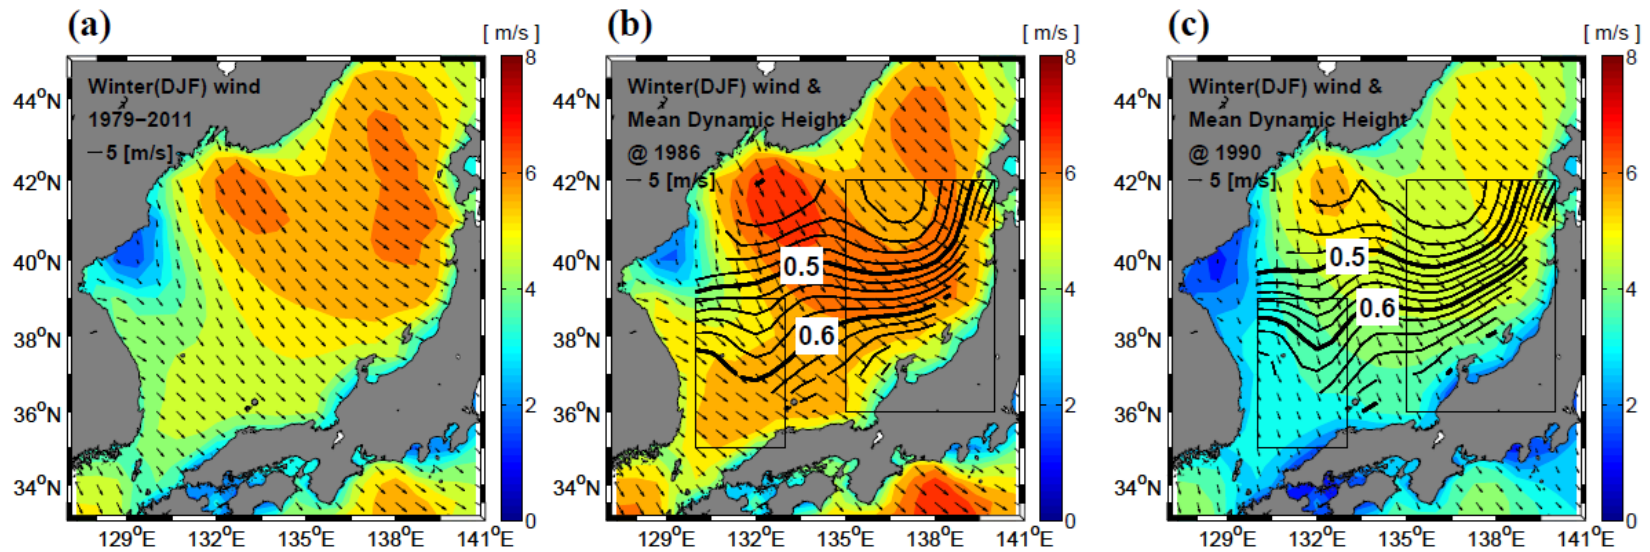 (a)
[ m/s]
Winter(DJF) wind
1979−2011
5 [m/s]
44°N
42°N
40°N
38°N
36°N
34°N
129°E 132°E 135°E 138°E 141°E
8
6
4
2
0
(b)
[ m/s]
Winter(DJF) wind &
Mean Dynamic Height
@ 1986
5 [m/s]
0.5
0.6
44°N
42°N
40°N
38°N
36°N
34°N
129°E 132°E 135°E 138°E 141°E
8
6
4
2
0
(c)
[ m/s]
Winter(DJF) wind &
Mean Dynamic Height
@ 1990
5 [m/s]
0.5
0.6
44°N
42°N
40°N
38°N
36°N
34°N
129°E 132°E 135°E 138°E 141°E
8
6
4
2
0